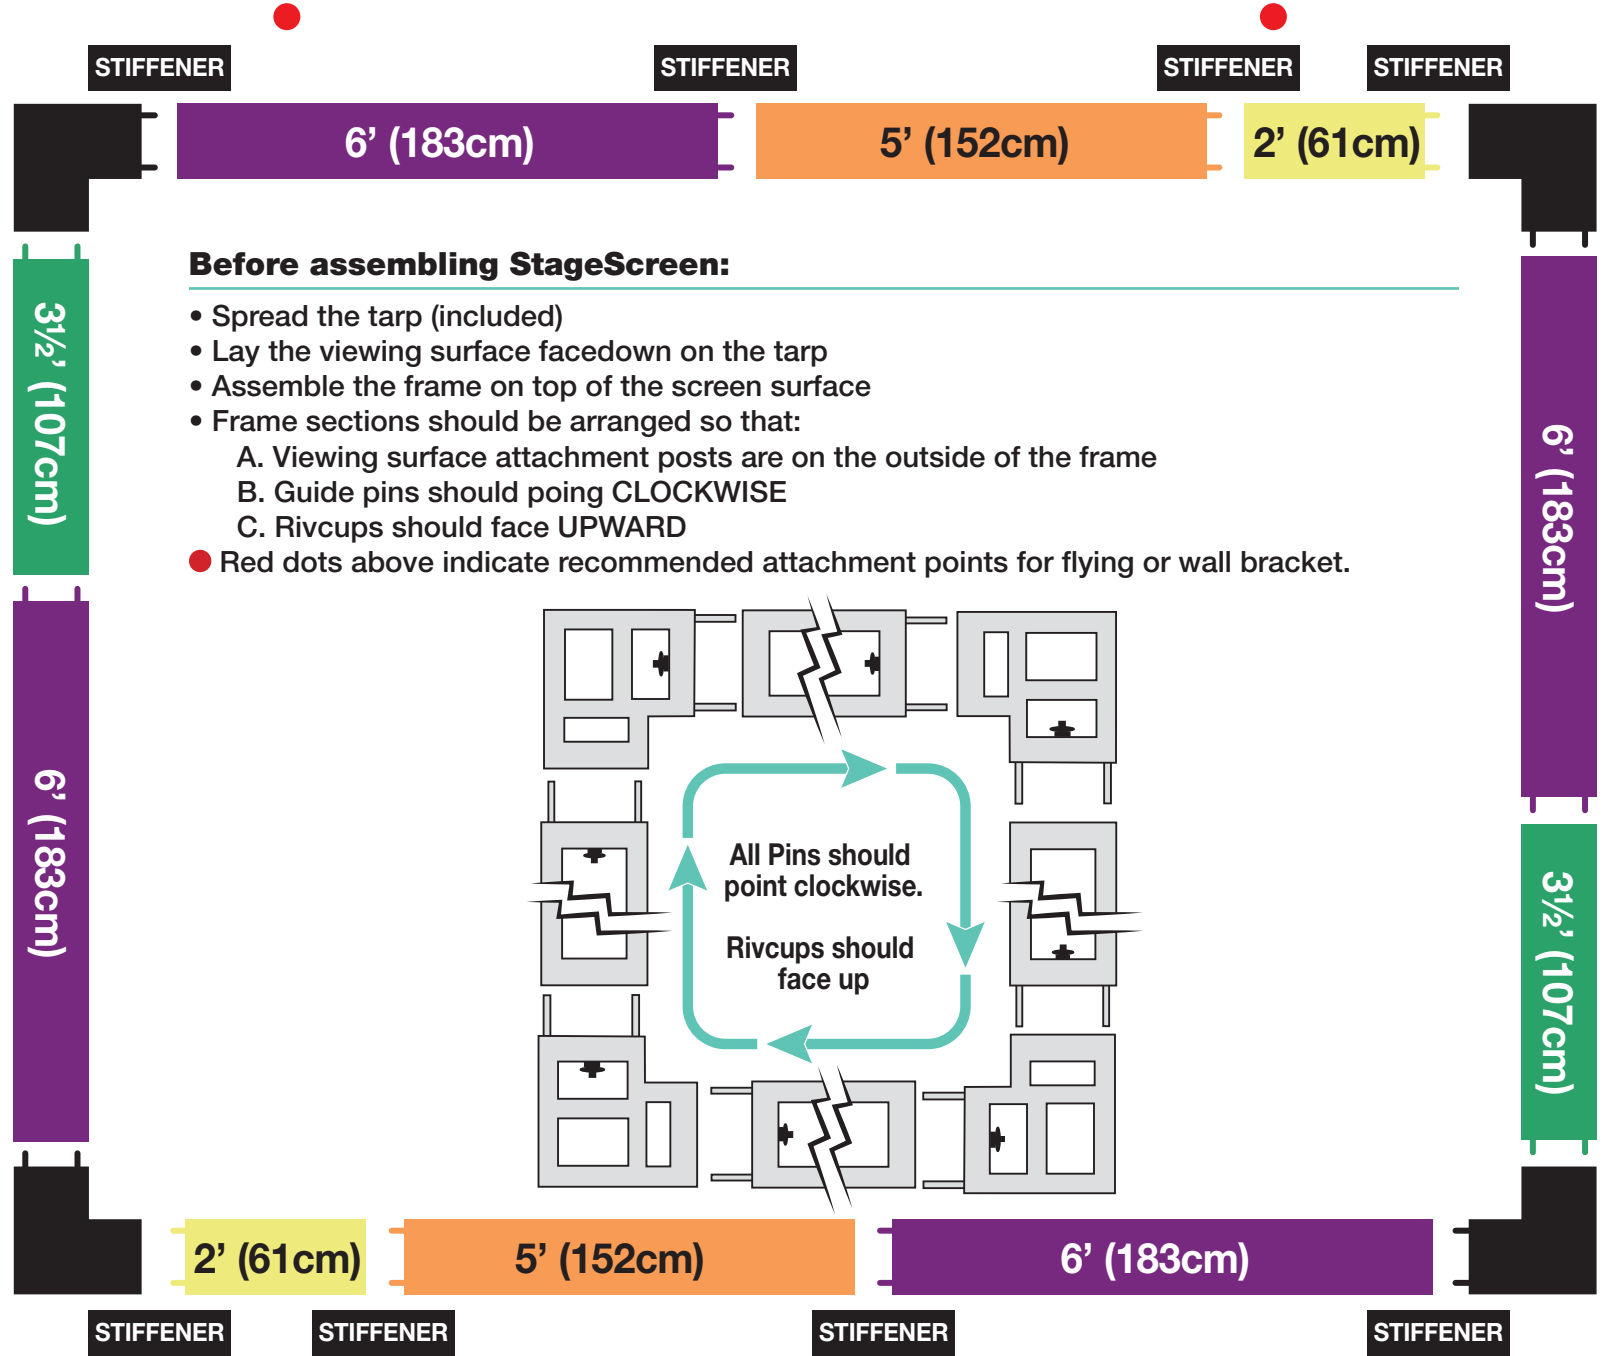 STIFFENER
STIFFENER
STIFFENER
STIFFENER
6’ (183cm)
5’ (152cm)
2’ (61cm)
Before assembling StageScreen:
• Spread the tarp (included)
• Lay the viewing surface facedown on the tarp
• Assemble the frame on top of the screen surface
• Frame sections should be arranged so that:
A. Viewing surface attachment posts are on the outside of the frame
B. Guide pins should poing CLOCKWISE
C. Rivcups should face UPWARD
Red dots above indicate recommended attachment points for flying or wall bracket.
3½’ (107cm)
6’ (183cm)
6’ (183cm)
3½’ (107cm)
All Pins should
point clockwise.
Rivcups should
face up
2’ (61cm)
5’ (152cm)
6’ (183cm)
STIFFENER
STIFFENER
STIFFENER
STIFFENER